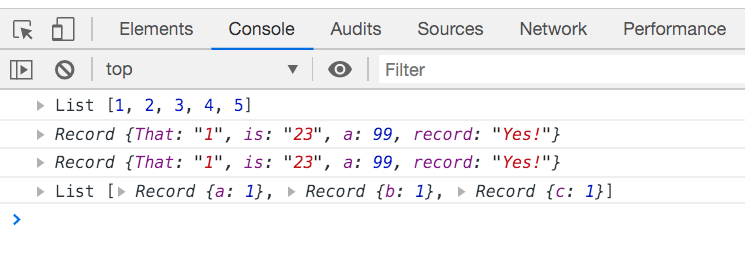 Elements Console Audits Sources Network Performance
top Filter
List [1, 2, 3, 4, 5]
Record {That: "1", is: "23", a: 99, record: "Yes!"}
Record {That: "1", is: "23", a: 99, record: "Yes!"}
List [Record {a: 1}, Record {b: 1}, Record {c: 1}]